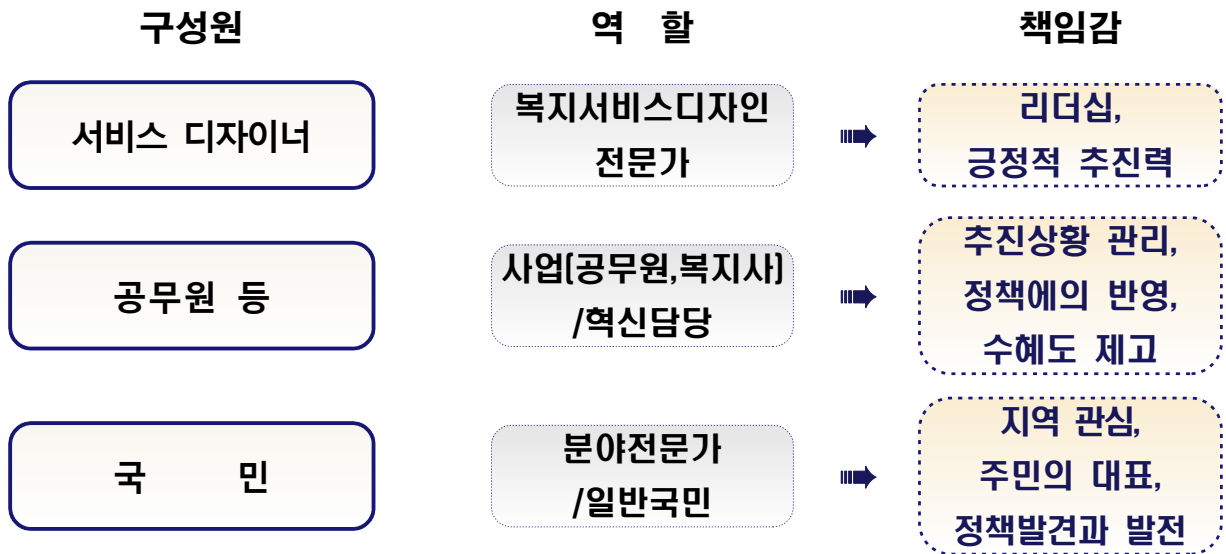 구성원 역 할 책임감
서비스 디자이너
복지서비스디자인
전문가
리더십,
긍정적 추진력
공무원 등
사업(공무원,복지사)
/혁신담당
추진상황 관리,
정책에의 반영,
수혜도 제고
국 민
분야전문가
/일반국민
지역 관심,
주민의 대표,
정책발견과 발전